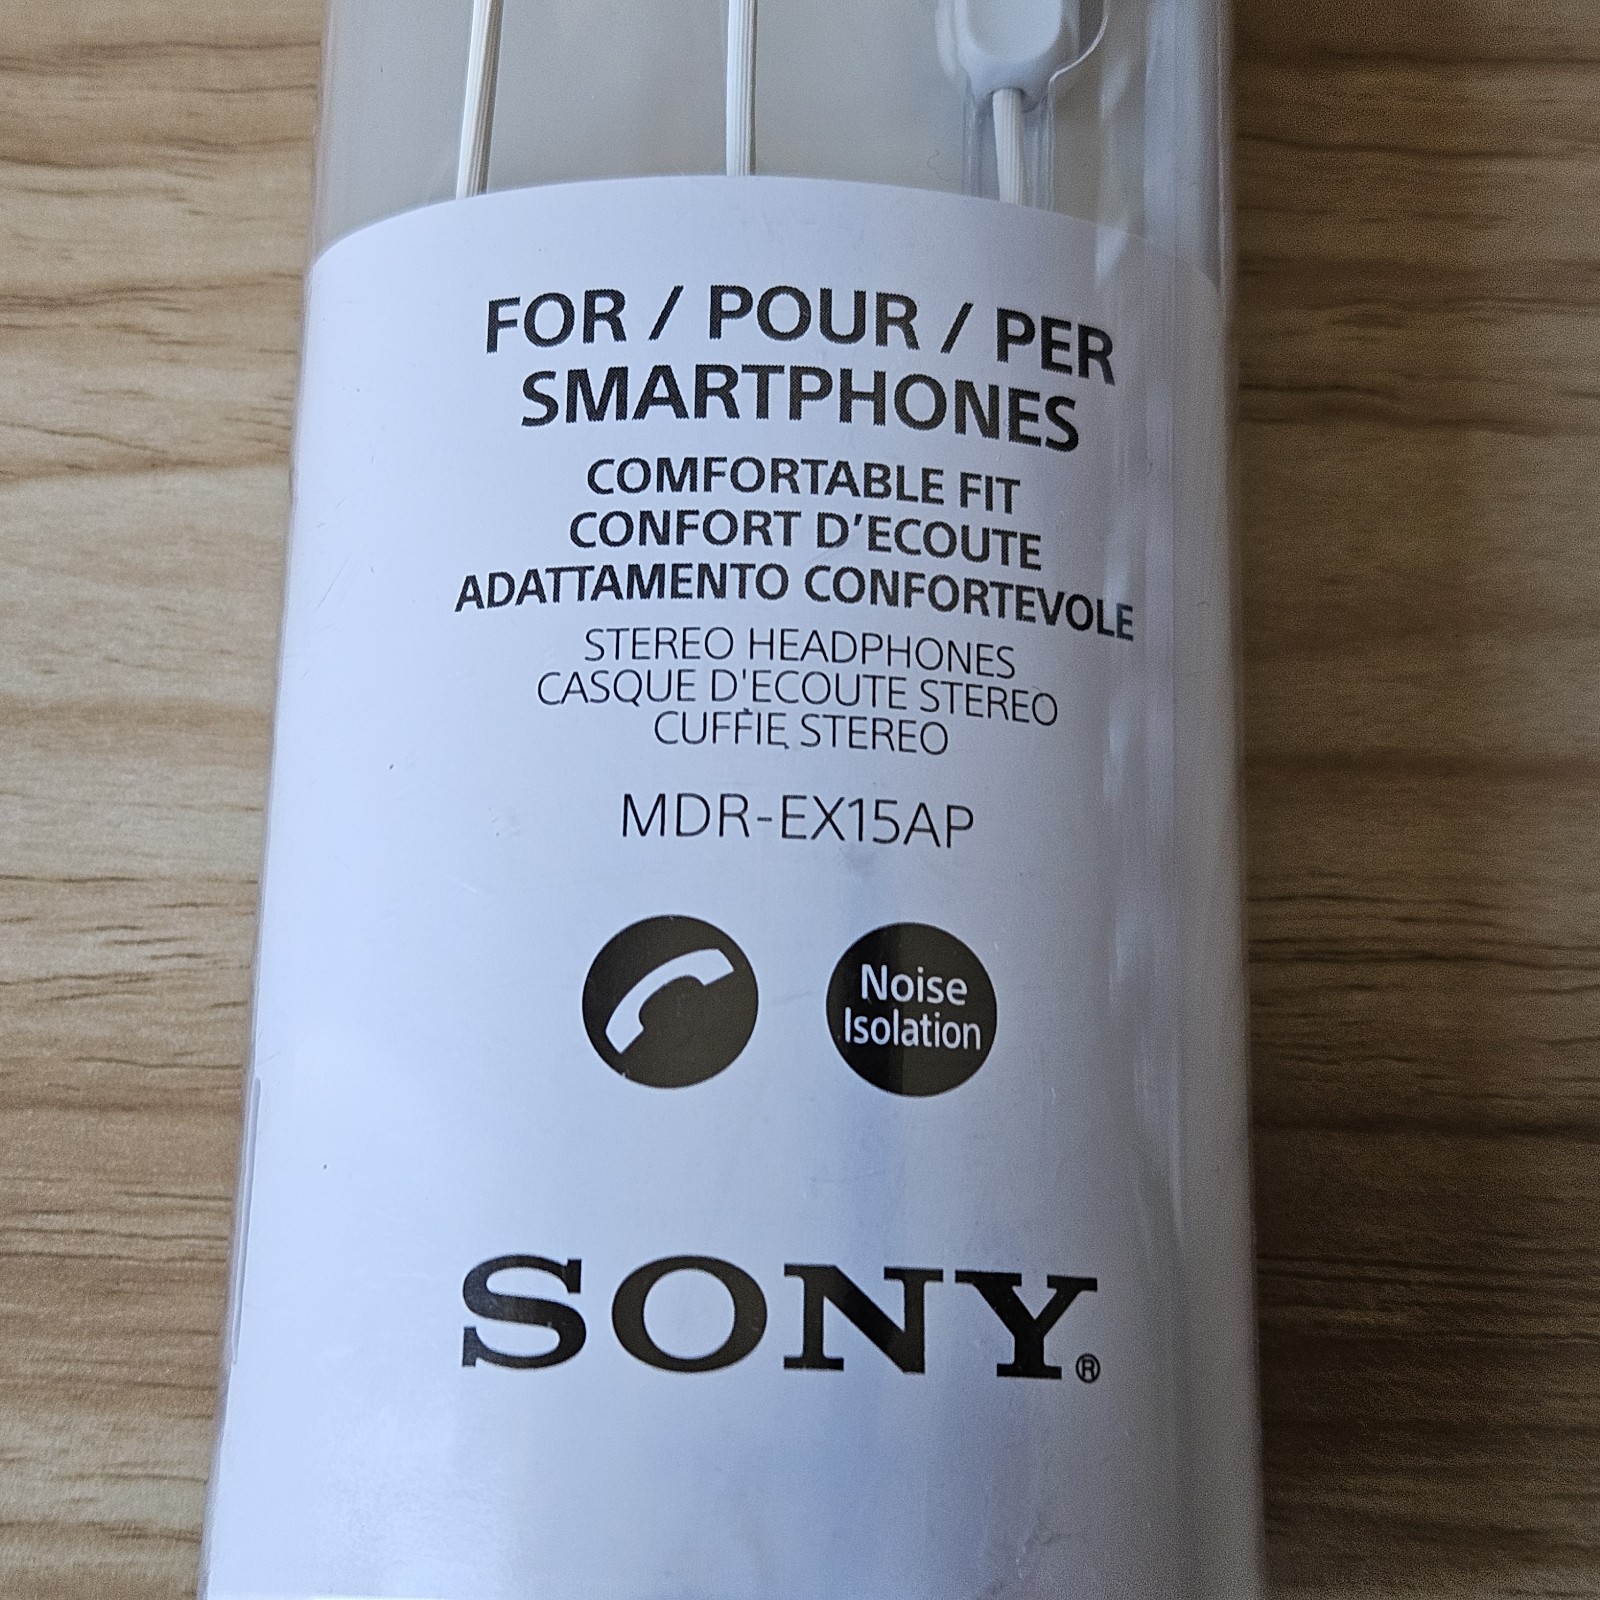 FOR / POUR / PER
SMARTPHONES
COMFORTABLE FIT
CONFORT D'ECOUTE
ADATTAMENTO CONFORTEVOLE
STEREO HEADPHONES
CASQUE D'ECOUTE STEREO
CUFFIE STEREO
MDR-EX15AP
Noise
Isolation
SONY®